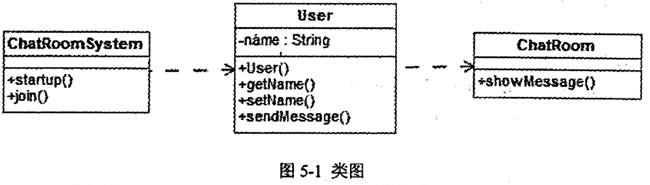 ChatRoomSystem
+startup()
+join()
User
-name : String
+User()
+getName()
+setName()
+sendMessage()
ChatRoom
+showMessage()
图 5-1 类图